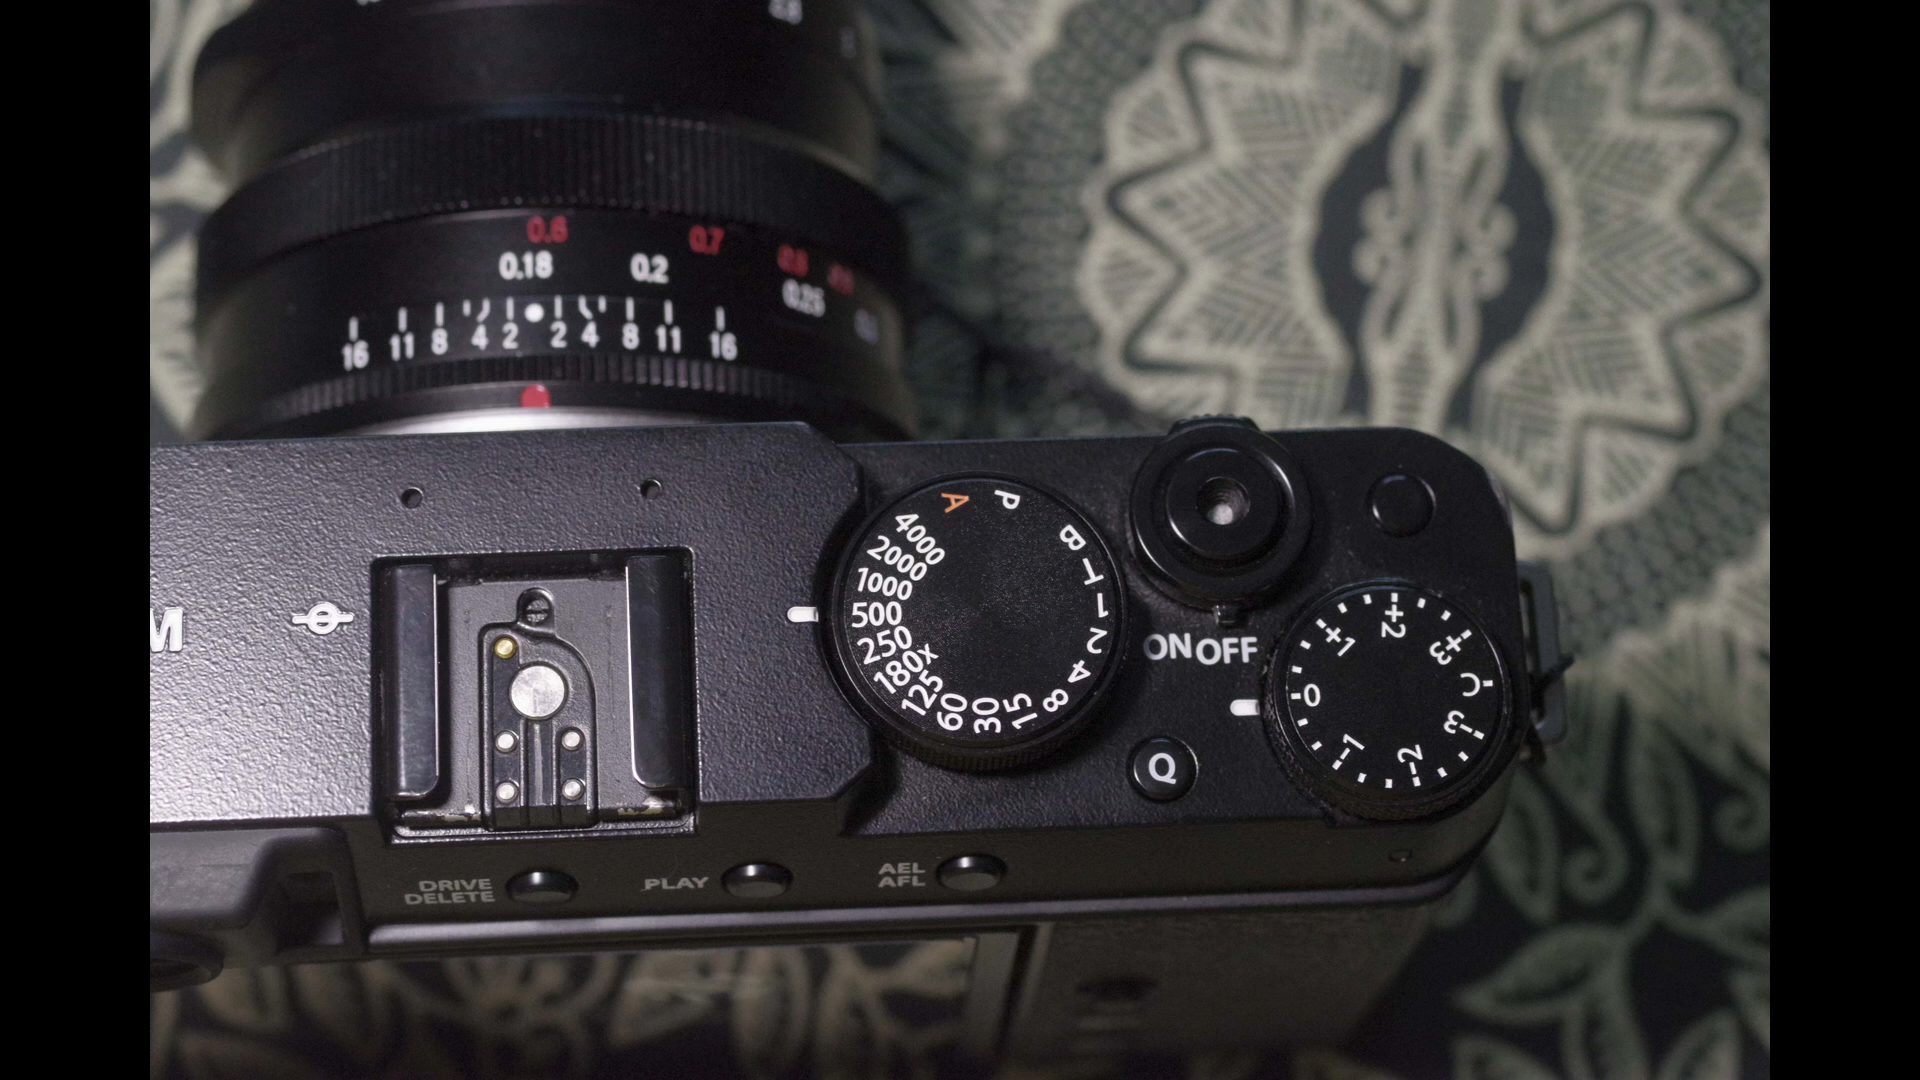 0.6 0.7
0.18 0.2 0.25
16 11 8 4 2 2 4 8 11 16
M
A P B T 1 2 4 8 15 30 60 125 180x 250 500 1000 2000 4000
ON OFF
0 +1 +2 +3 C -3 -2 -1
Q
DRIVE
DELETE
PLAY
AEL
AFL